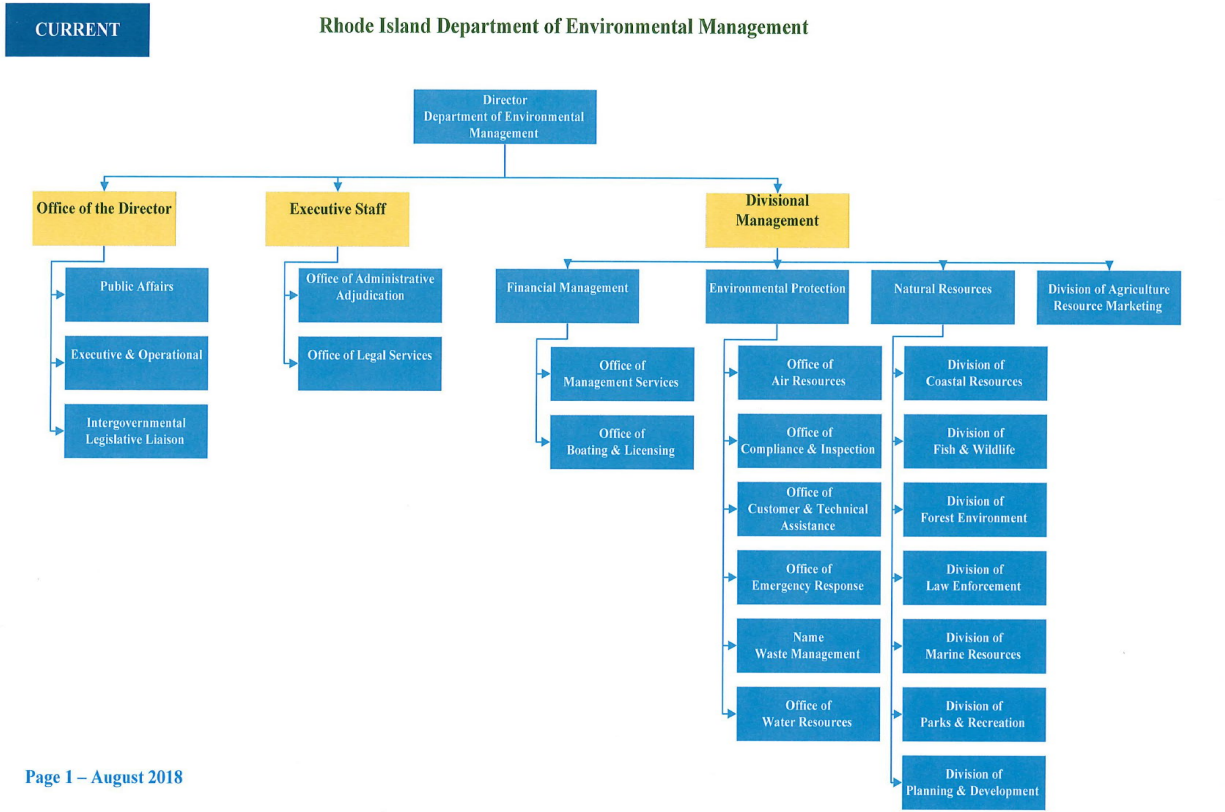 CURRENT
Rhode Island Department of Environmental Management
Director
Department of Environmental
Management
Office of the Director
Executive Staff
Divisional
Management
Public Affairs
Executive & Operational
Intergovernmental
Legislative Liaison
Office of Administrative
Adjudication
Office of Legal Services
Financial Management
Environmental Protection
Natural Resources
Division of Agriculture
Resource Marketing
Office of
Management Services
Office of
Boating & Licensing
Office of
Air Resources
Office of
Compliance & Inspection
Office of
Customer & Technical
Assistance
Office of
Emergency Response
Name
Waste Management
Office of
Water Resources
Division of
Coastal Resources
Division of
Fish & Wildlife
Division of
Forest Environment
Division of
Law Enforcement
Division of
Marine Resources
Division of
Parks & Recreation
Division of
Planning & Development
Page 1 – August 2018